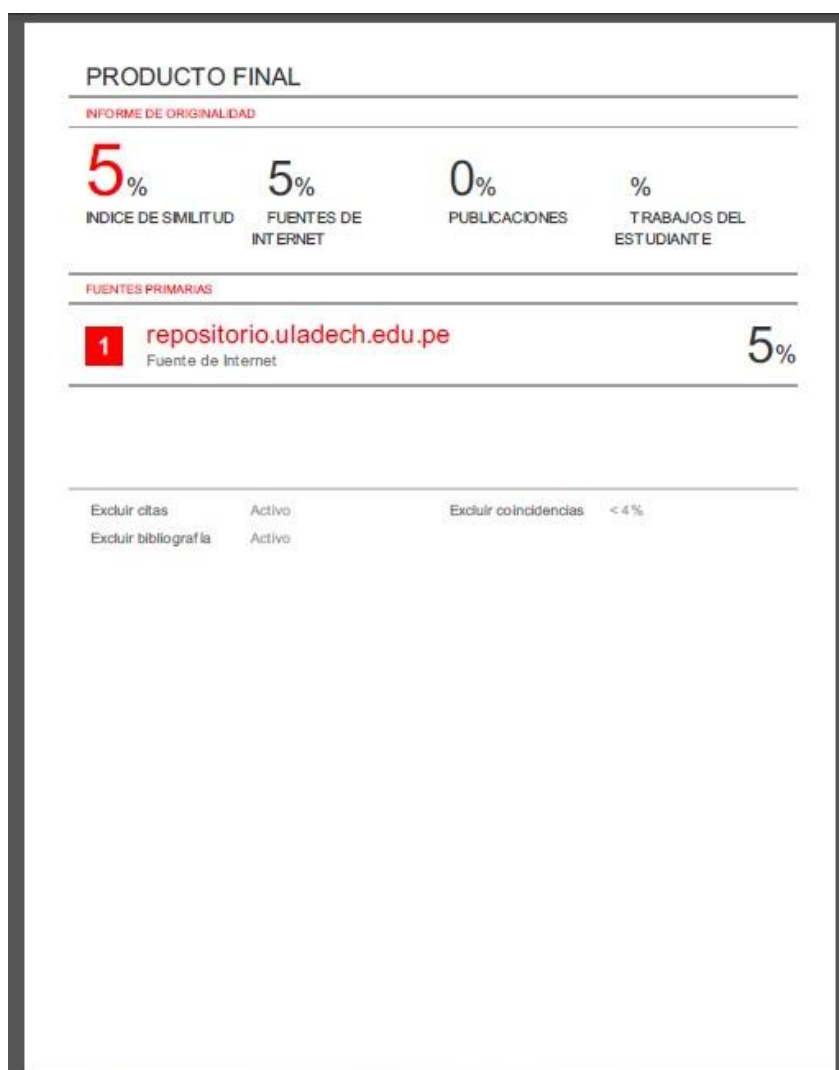 PRODUCTO FINAL
INFORME DE ORIGINALIDAD
5% 5% 0% %
INDICE DE SIMILITUD FUENTES DE INTERNET PUBLICACIONES TRABAJOS DEL ESTUDIANTE
FUENTES PRIMARIAS
1 repositorio.uladech.edu.pe 5%
Fuente de Internet
Excluir citas Activo Excluir coincidencias < 4%
Excluir bibliografía Activo